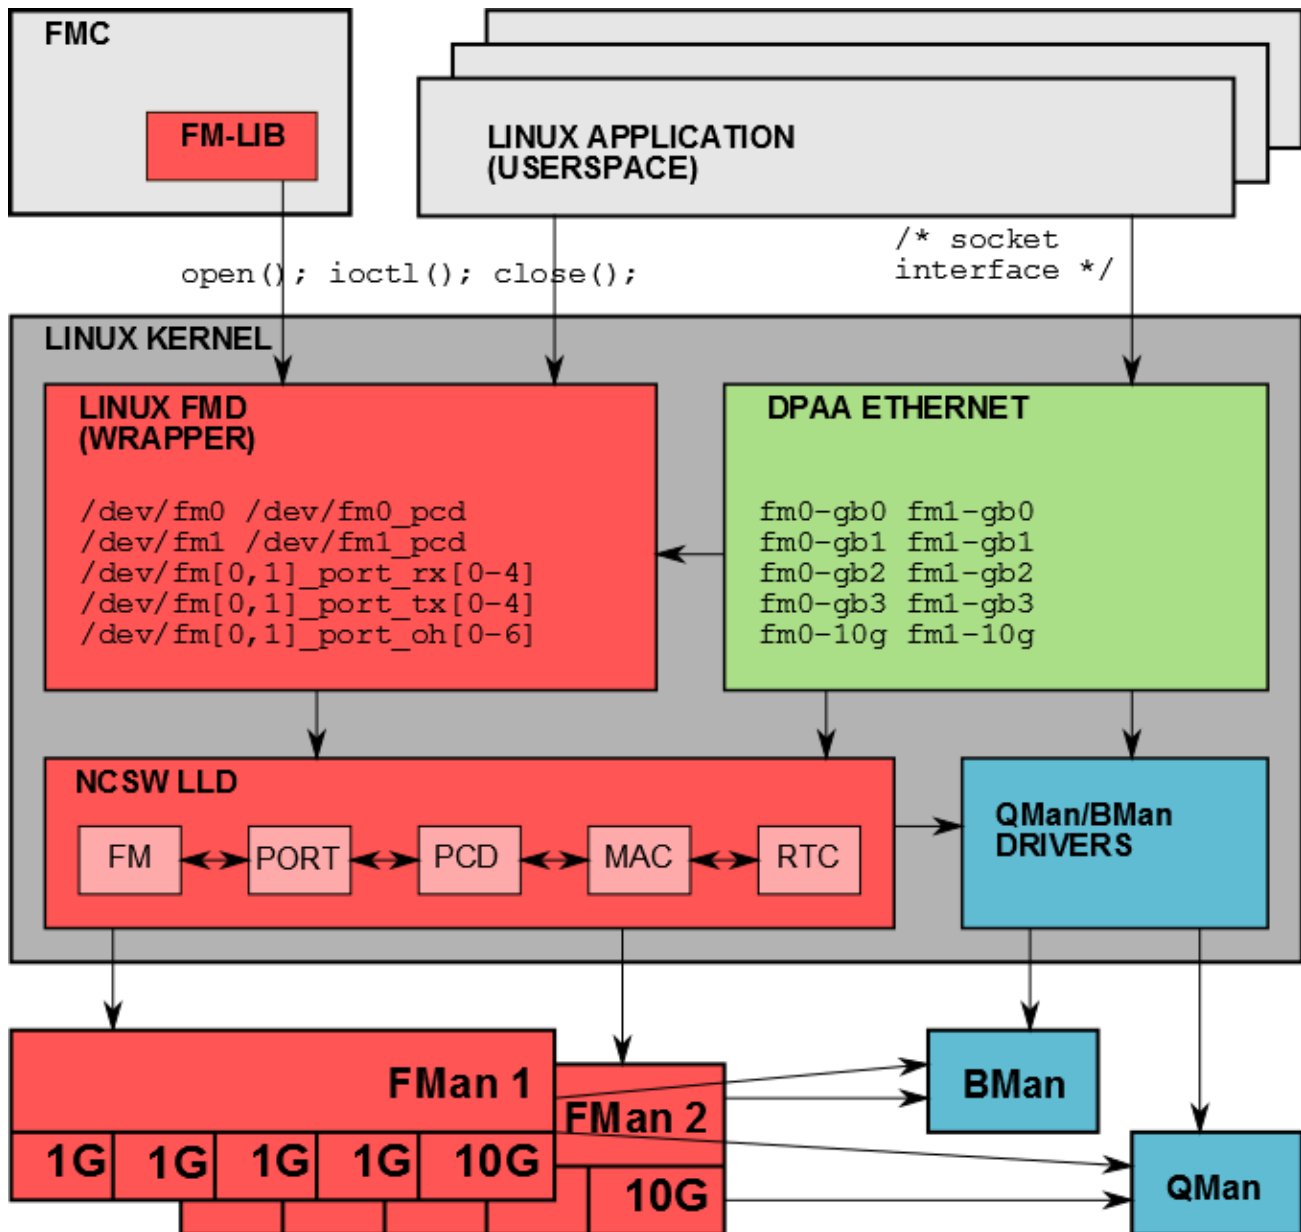 FMC
FM-LIB
LINUX APPLICATION
(USERSPACE)
/* socket
interface */
open(); ioctl(); close();
LINUX KERNEL
LINUX FMD
(WRAPPER)
/dev/fm0 /dev/fm0_pcd
/dev/fm1 /dev/fm1_pcd
/dev/fm[0,1]_port_rx[0-4]
/dev/fm[0,1]_port_tx[0-4]
/dev/fm[0,1]_port_oh[0-6]
DPAA ETHERNET
fm0-gb0 fm1-gb0
fm0-gb1 fm1-gb1
fm0-gb2 fm1-gb2
fm0-gb3 fm1-gb3
fm0-10g fm1-10g
NCSW LLD
FM
PORT
PCD
MAC
RTC
QMan/BMan
DRIVERS
FMan 1
1G
1G
1G
1G
10G
FMan 2
10G
BMan
QMan